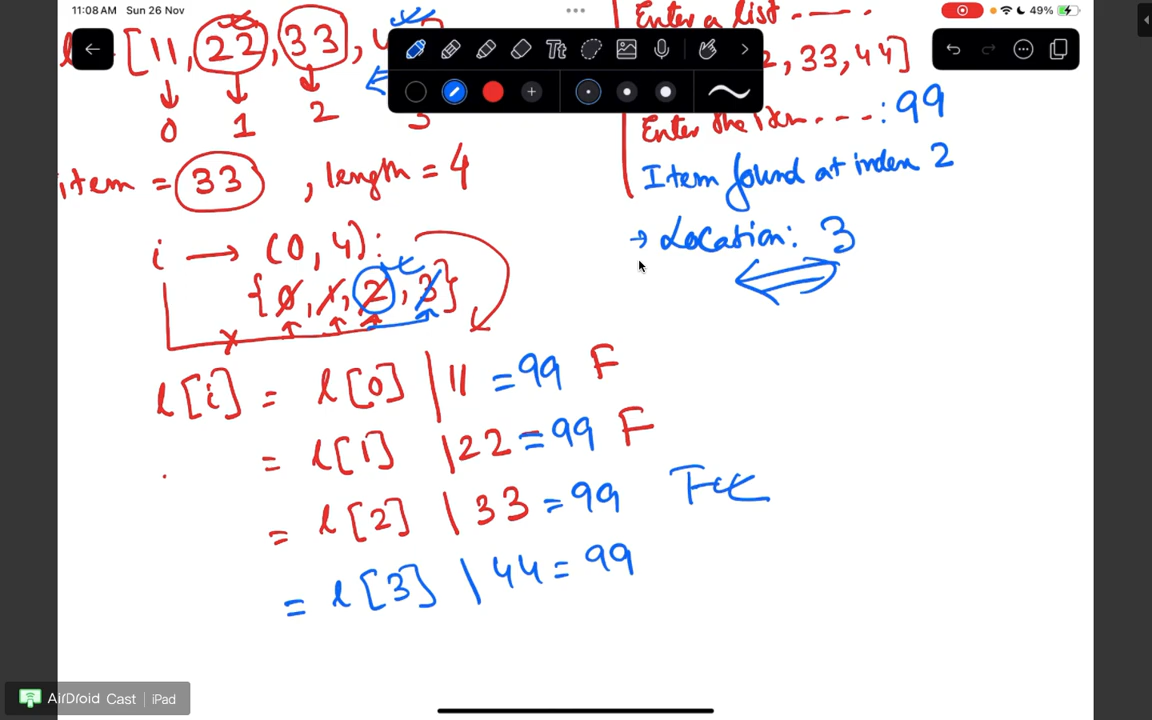 11:08 AM Sun 26 Nov
49%
[11, 22, 33,
0 1 2 3
item = 33 , length = 4
i → (0, 4):
{0, 1, 2, 3}
l[i] = l[0] | 11 = 99 F
= l[1] | 22 = 99 F
= l[2] | 33 = 99 F
= l[3] | 44 = 99
Enter a list
2, 33, 44]
Enter the item ---: 99
Item found at index 2
→ Location: 3
Tt
AirDroid Cast | iPad